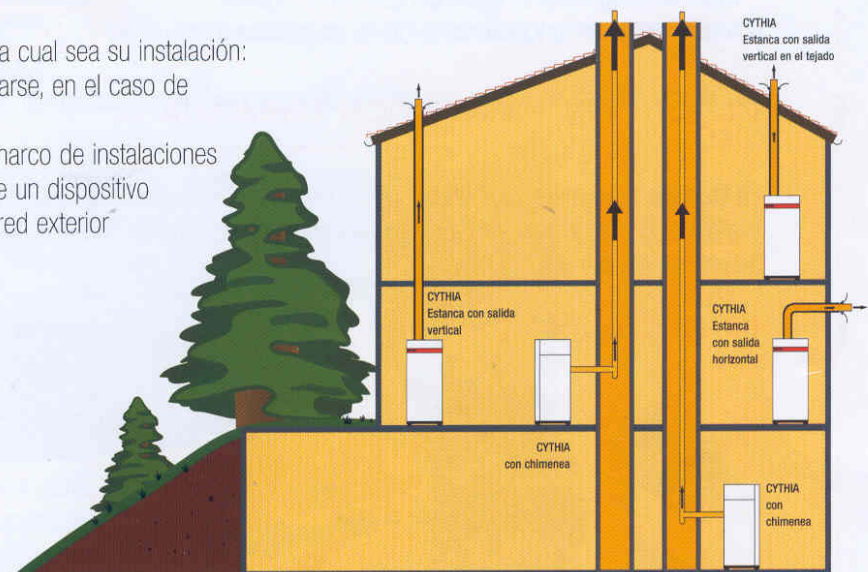 a cual sea su instalación:
arse, en el caso de
narco de instalaciones
e un dispositivo
red exterior
CYTHIA
Estanca con salida
vertical en el tejado
CYTHIA
Estanca con salida
vertical
CYTHIA
Estanca
con salida
horizontal
CYTHIA
con chimenea
CYTHIA
con
chimenea